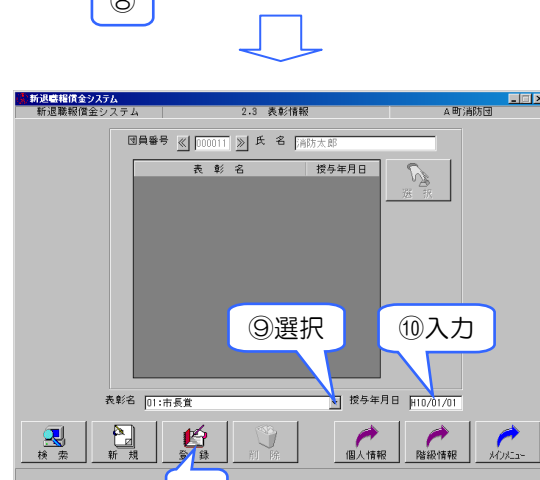 ⑧
新退職報償金システム
新退職報償金システム 2.3 表彰情報 A町消防団
団員番号 ≪ 000011 ≫ 氏 名 消防太郎
表 彰 名 授与年月日
選 択
⑨選択 ⑩入力
表彰名 01:市長賞 授与年月日 H10/01/01
検 索 新 規 登 録 削 除 個人情報 階級情報 メインメニュー